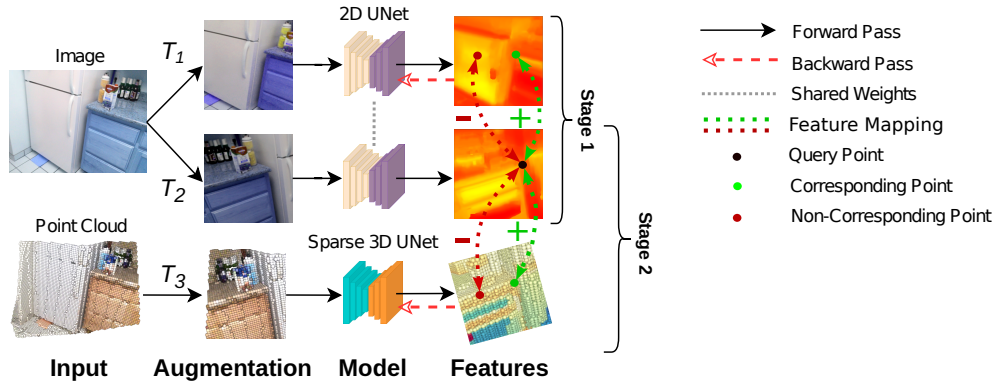 2D UNet
Image
T1
T2
Point Cloud
T3
Sparse 3D UNet
− +
− +
Stage 1
Stage 2
Input Augmentation Model Features
Forward Pass
Backward Pass
Shared Weights
Feature Mapping
Query Point
Corresponding Point
Non-Corresponding Point